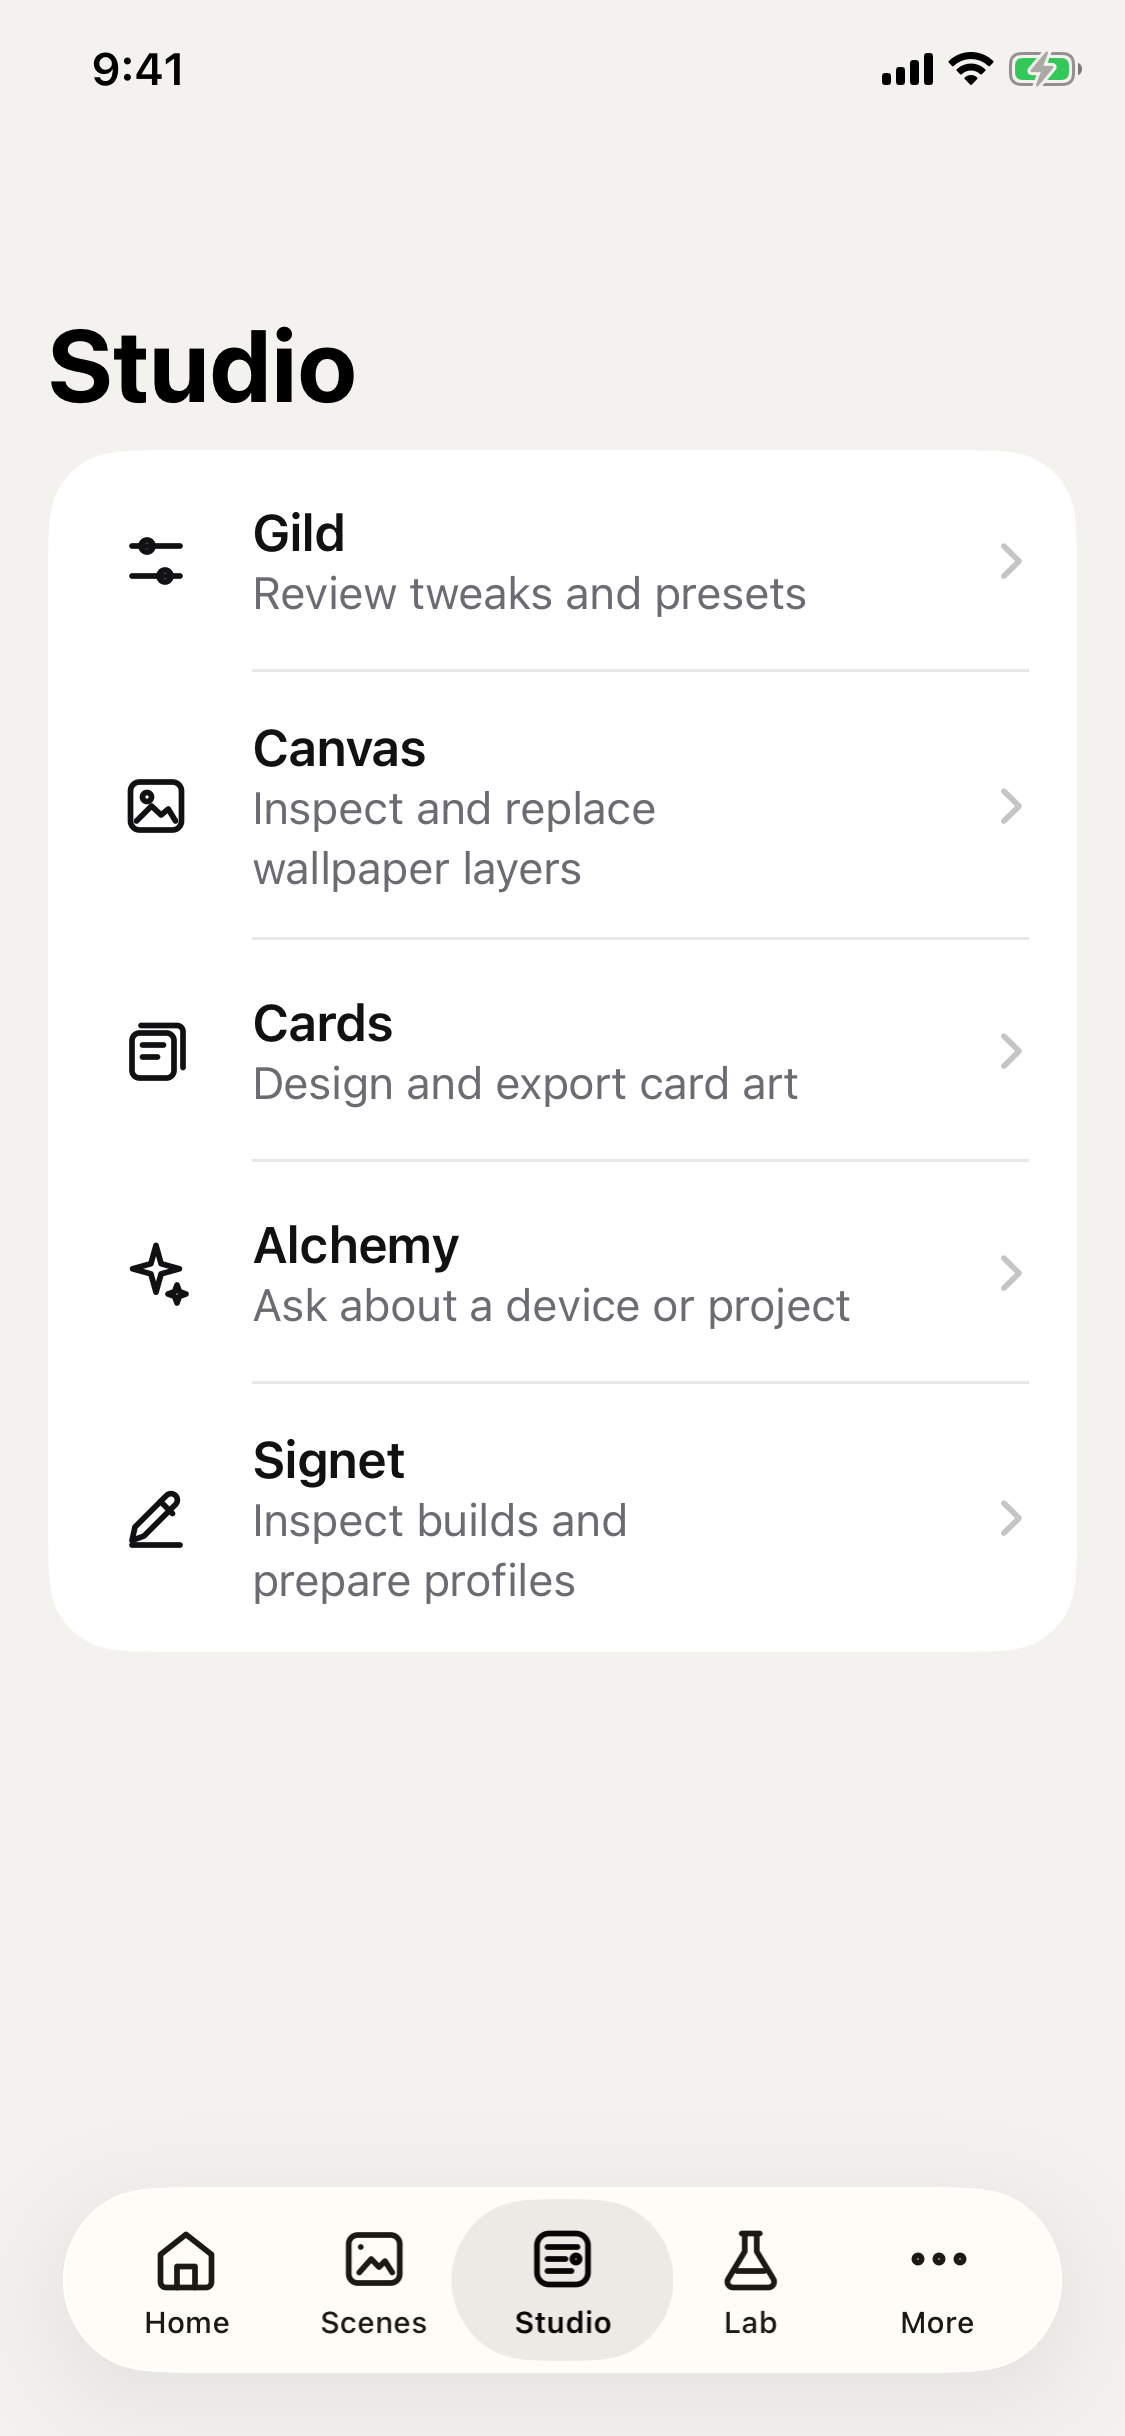 9:41
Studio
Gild
Review tweaks and presets
Canvas
Inspect and replace
wallpaper layers
Cards
Design and export card art
Alchemy
Ask about a device or project
Signet
Inspect builds and
prepare profiles
Home
Scenes
Studio
Lab
More